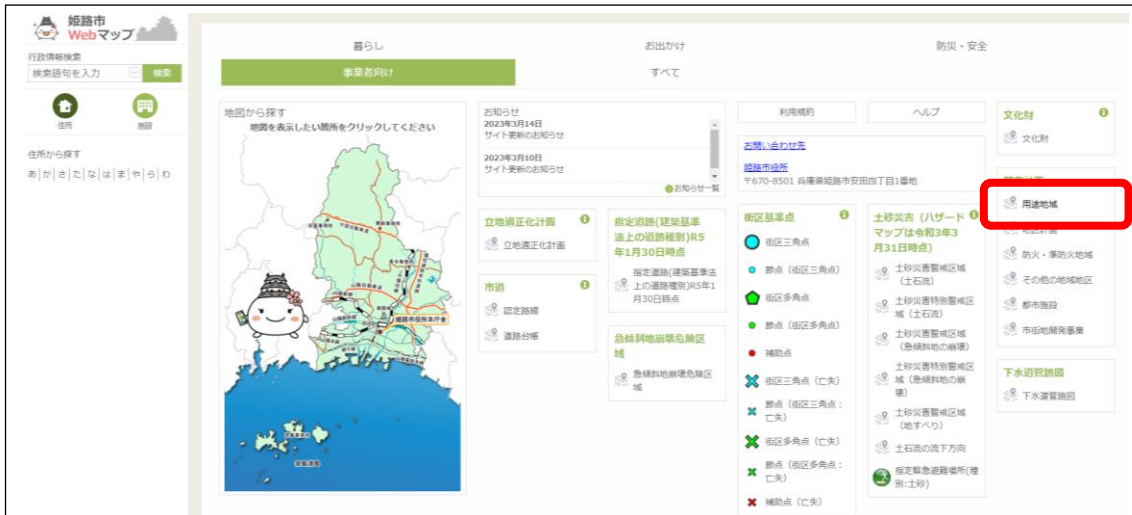 姫路市
Webマップ
行政情報検索
検索語句を入力
検索
住所
施設
住所から探す
あ|か|さ|た|な|は|ま|や|ら|わ
暮らし
お出かけ
防災・安全
事業者向け
すべて
地図から探す
地図を表示したい箇所をクリックしてください
姫路市役所本庁舎
お知らせ
2023年3月14日
サイト更新のお知らせ
2023年3月10日
サイト更新のお知らせ
お知らせ一覧
利用規約
ヘルプ
お問い合わせ先
姫路市役所
〒670-8501 兵庫県姫路市安田四丁目1番地
立地適正化計画
立地適正化計画
市道
認定路線
道路台帳
指定道路(建築基準
法上の道路種別)R5
年1月30日時点
指定道路(建築基準法
上の道路種別)R5年1
月30日時点
急傾斜地崩壊危険区
域
急傾斜地崩壊危険区
域
街区基準点
街区三角点
節点（街区三角点）
街区多角点
節点（街区多角点）
補助点
街区三角点（亡失）
節点（街区三角点：
亡失）
街区多角点（亡失）
節点（街区多角点：
亡失）
補助点（亡失）
土砂災害（ハザード
マップは令和3年3
月31日時点）
土砂災害警戒区域
（土石流）
土砂災害特別警戒区
域（土石流）
土砂災害警戒区域
（急傾斜地の崩壊）
土砂災害特別警戒区
域（急傾斜地の崩
壊）
土砂災害警戒区域
（地すべり）
土石流の流下方向
指定緊急避難場所(種
別:土砂)
文化財
文化財
用途地域
防火・準防火地域
その他の地域地区
都市施設
市街地開発事業
下水道管路図
下水道管路図